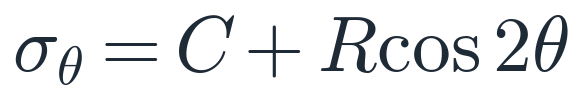 σ_θ = C + R cos 2θ